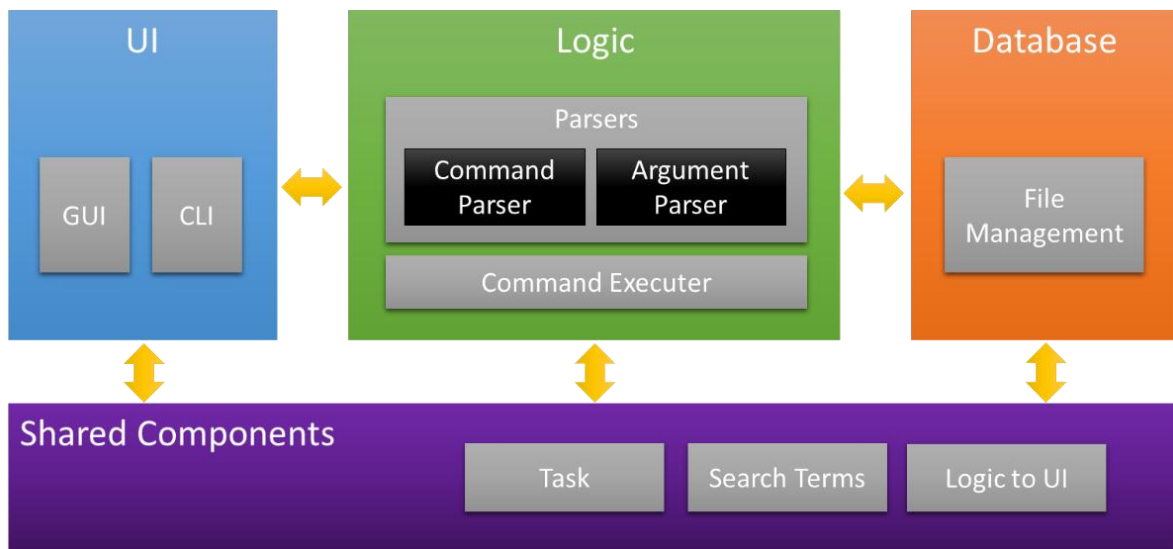 UI
GUI
CLI
Logic
Parsers
Command
Parser
Argument
Parser
Command Executer
Database
File
Management
Shared Components
Task
Search Terms
Logic to UI